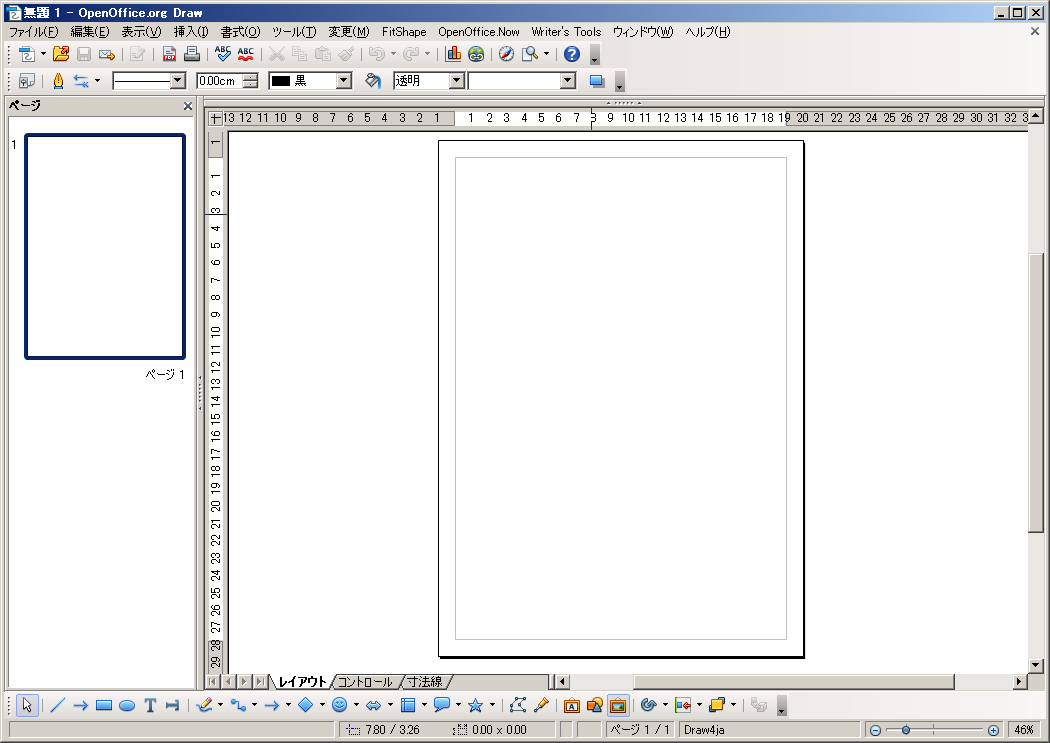 無題 1 - OpenOffice.org Draw
ファイル(F) 編集(E) 表示(V) 挿入(I) 書式(O) ツール(T) 変更(M) FitShape OpenOffice.Now Writer's Tools ウィンドウ(W) ヘルプ(H)
0.00cm 黒 透明
ページ
13 12 11 10 9 8 7 6 5 4 3 2 1 1 2 3 4 5 6 7 8 9 10 11 12 13 14 15 16 17 18 19 20 21 22 23 24 25 26 27 28 29 30 31 32
1
1
1 2 3 4 5 6 7 8 9 10 11 12 13 14 15 16 17 18 19 20 21 22 23 24 25 26 27 28 29
ページ 1
レイアウト コントロール 寸法線
7.80 / 3.26 0.00 x 0.00 ページ 1 / 1 Draw4ja 46%